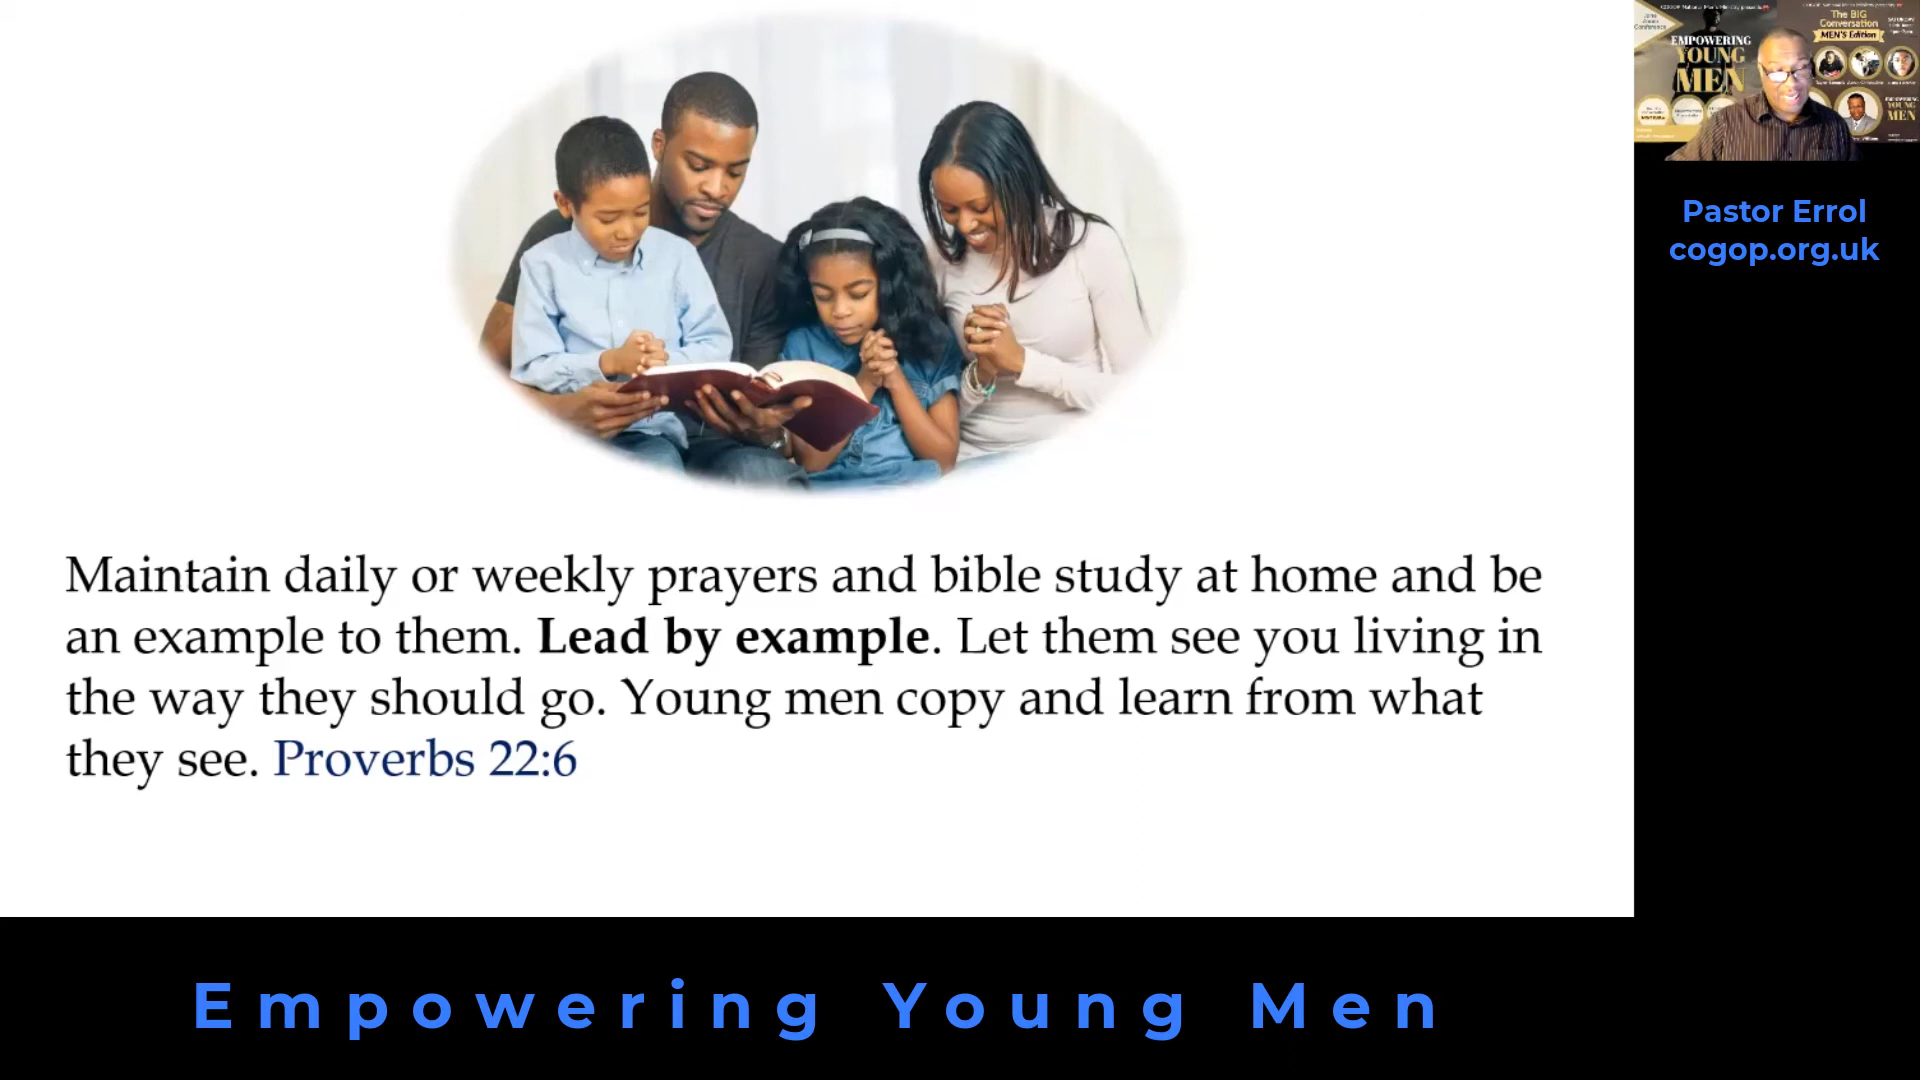 Maintain daily or weekly prayers and bible study at home and be
an example to them. Lead by example. Let them see you living in
the way they should go. Young men copy and learn from what
they see. Proverbs 22:6
EMPOWERING
YOUNG
MEN
The BIG
Conversation
MEN'S Edition
EMPOWERING
YOUNG
MEN
Pastor Errol
cogop.org.uk
Empowering Young Men